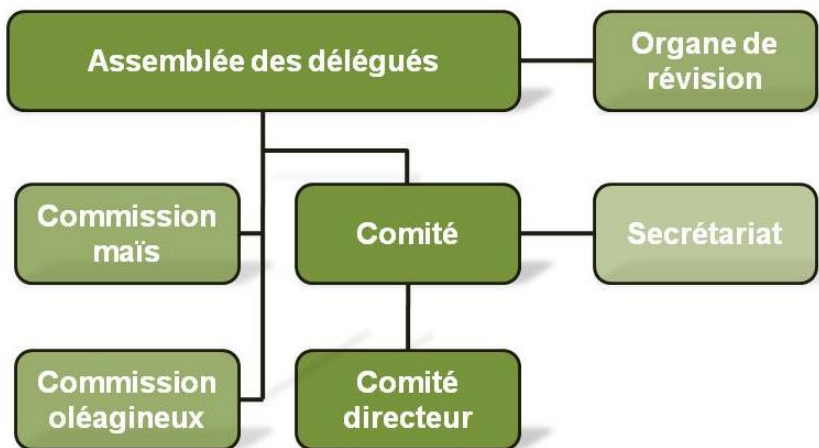 Assemblée des délégués
Organe de
révision
Commission
maïs
Comité
Secrétariat
Commission
oléagineux
Comité
directeur